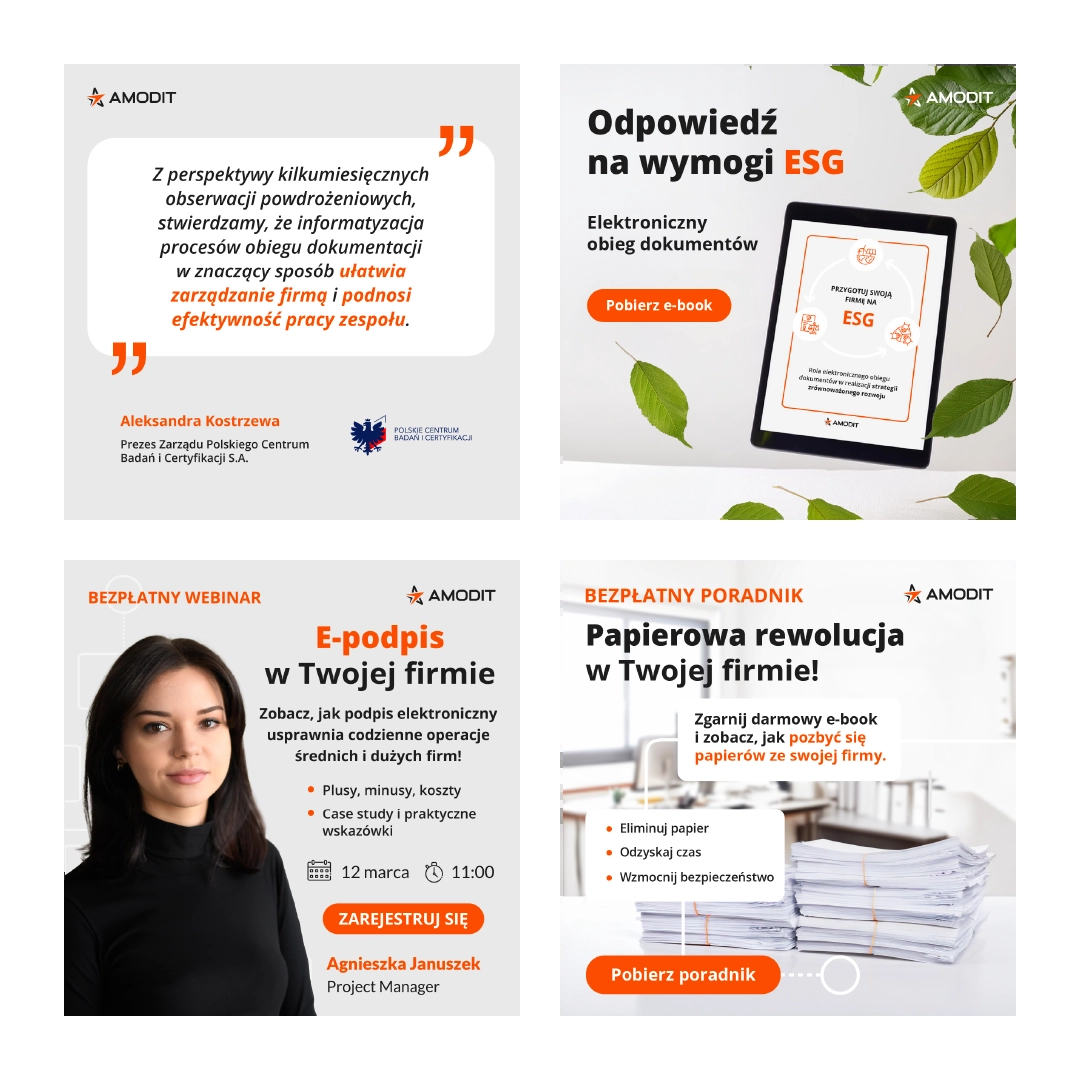 AMODIT
”
Z perspektywy kilkumiesięcznych
obserwacji powdrożeniowych,
stwierdzamy, że informatyzacja
procesów obiegu dokumentacji
w znaczący sposób ułatwia
zarządzanie firmą i podnosi
efektywność pracy zespołu.
”
Aleksandra Kostrzewa
Prezes Zarządu Polskiego Centrum
Badań i Certyfikacji S.A.
POLSKIE CENTRUM
BADAŃ I CERTYFIKACJI
AMODIT
Odpowiedź
na wymogi ESG
Elektroniczny
obieg dokumentów
Pobierz e-book
PRZYGOTUJ SWOJĄ
FIRMĘ NA
ESG
Rola elektronicznego obiegu
dokumentów w realizacji strategii
zrównoważonego rozwoju
AMODIT
BEZPŁATNY WEBINAR
AMODIT
E-podpis
w Twojej firmie
Zobacz, jak podpis elektroniczny
usprawnia codzienne operacje
średnich i dużych firm!
• Plusy, minusy, koszty
• Case study i praktyczne
wskazówki
12 marca 11:00
ZAREJESTRUJ SIĘ
Agnieszka Januszek
Project Manager
BEZPŁATNY PORADNIK
AMODIT
Papierowa rewolucja
w Twojej firmie!
Zgarnij darmowy e-book
i zobacz, jak pozbyć się
papierów ze swojej firmy.
• Eliminuj papier
• Odzyskaj czas
• Wzmocnij bezpieczeństwo
Pobierz poradnik